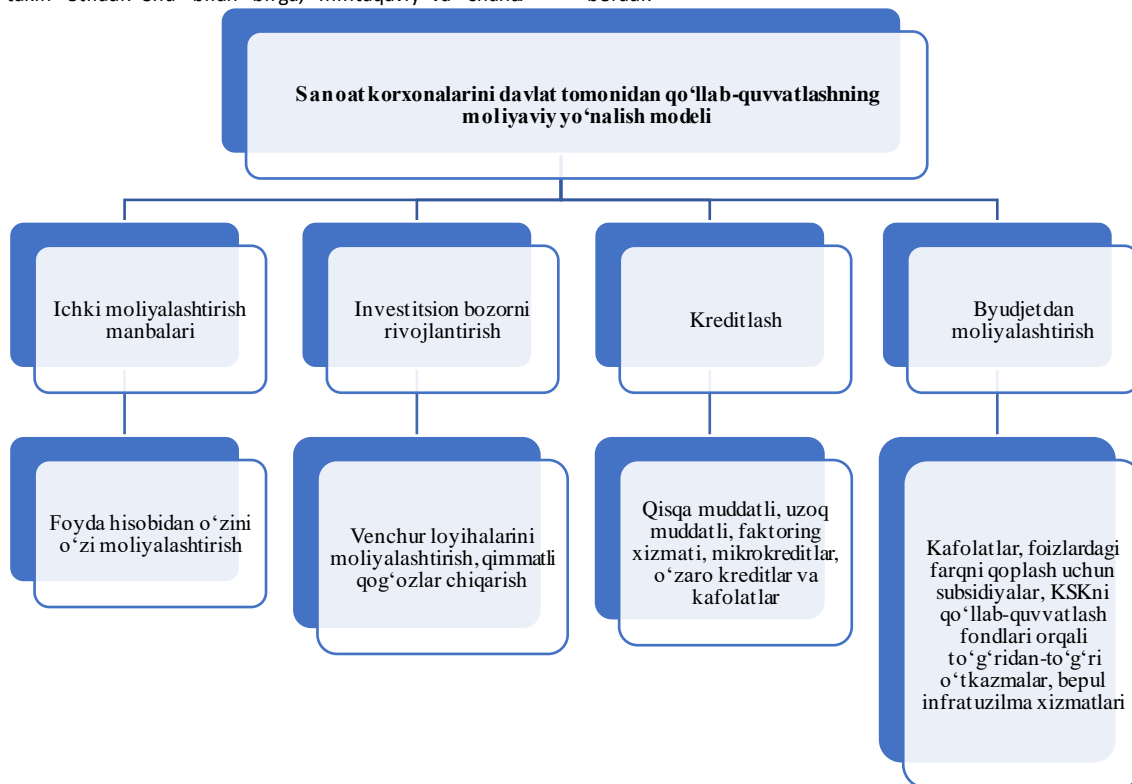 Sanoat korxonalarini davlat tomonidan qo‘llab-quvvatlashning
moliyaviy yo‘nalish modeli
Ichki moliyalashtirish
manbalari
Investitsion bozorni
rivojlantirish
Kreditlash
Byudjetdan
moliyalashtirish
Foyda hisobidan o‘zini
o‘zi moliyalashtirish
Venchur loyihalarini
moliyalashtirish, qimmatli
qog‘ozlar chiqarish
Qisqa muddatli, uzoq
muddatli, faktoring
xizmati, mikrokreditlar,
o‘zaro kreditlar va
kafolatlar
Kafolatlar, foizlardagi
farqni qoplash uchun
subsidiyalar, KSKni
qo‘llab-quvvatlash
fondlari orqali
to‘g‘ridan-to‘g‘ri
o‘tkazmalar, bepul
infratuzilma xizmatlari